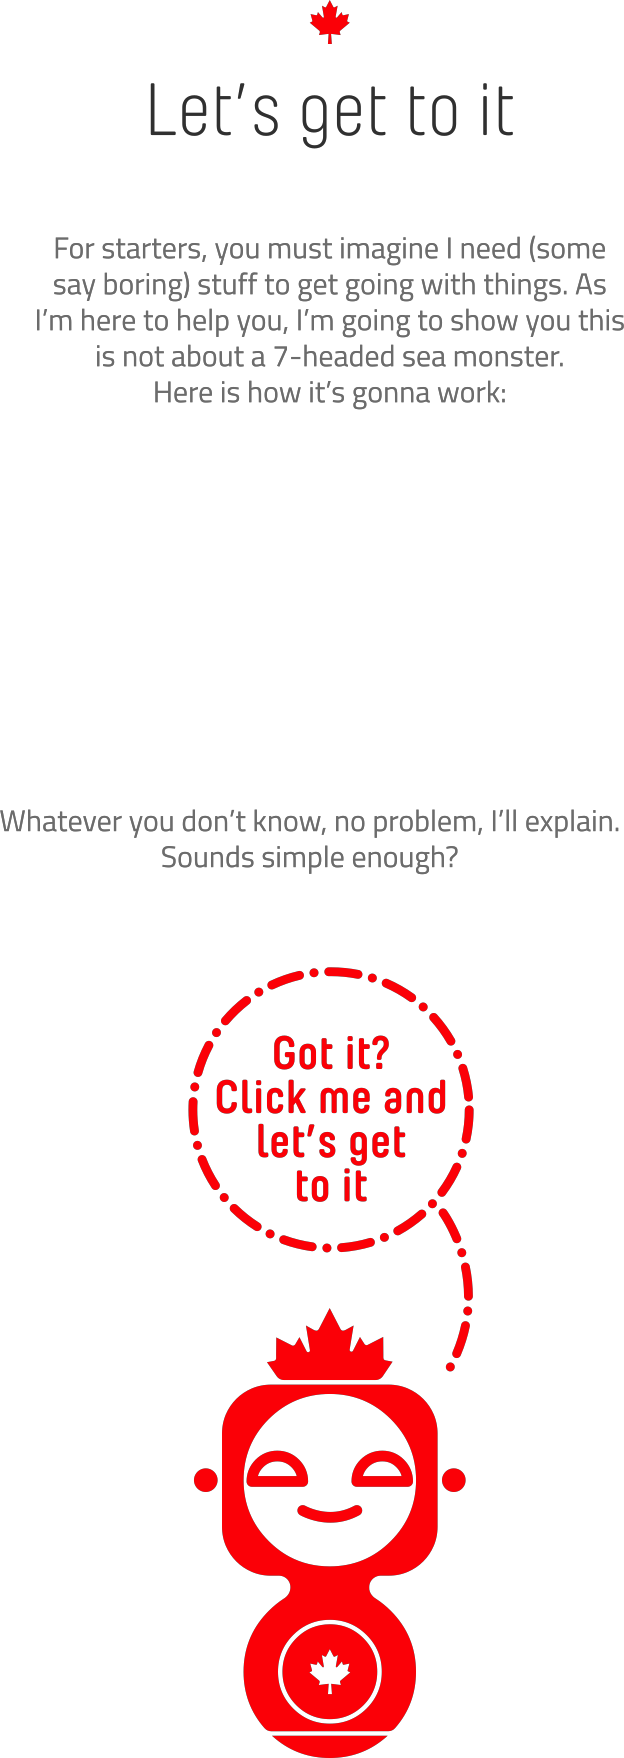 Let’s get to it
For starters, you must imagine I need (some
say boring) stuff to get going with things. As
I’m here to help you, I’m going to show you this
is not about a 7-headed sea monster.
Here is how it’s gonna work:
Whatever you don’t know, no problem, I’ll explain.
Sounds simple enough?
Got it?
Click me and
let’s get
to it